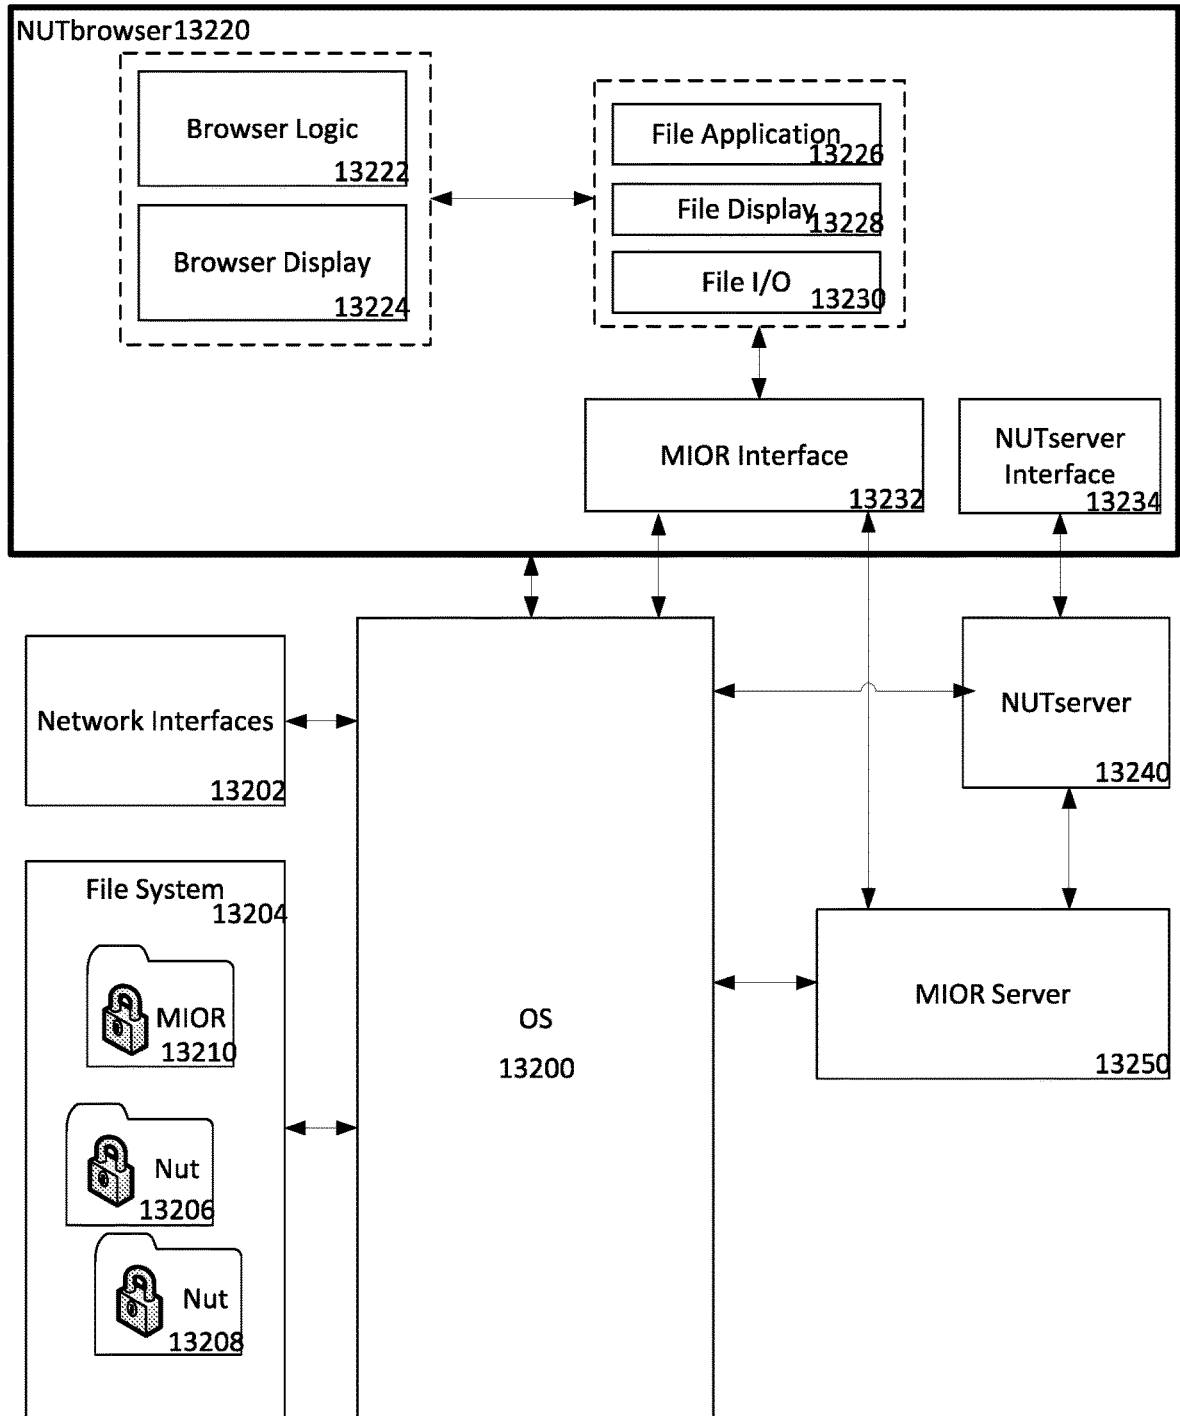 NUTbrowser13220
Browser Logic
13222
Browser Display
13224
File Application
13226
File Display
13228
File I/O
13230
MIOR Interface
13232
NUTserver
Interface
13234
Network Interfaces
13202
File System
13204
MIOR
13210
Nut
13206
Nut
13208
OS
13200
NUTserver
13240
MIOR Server
13250